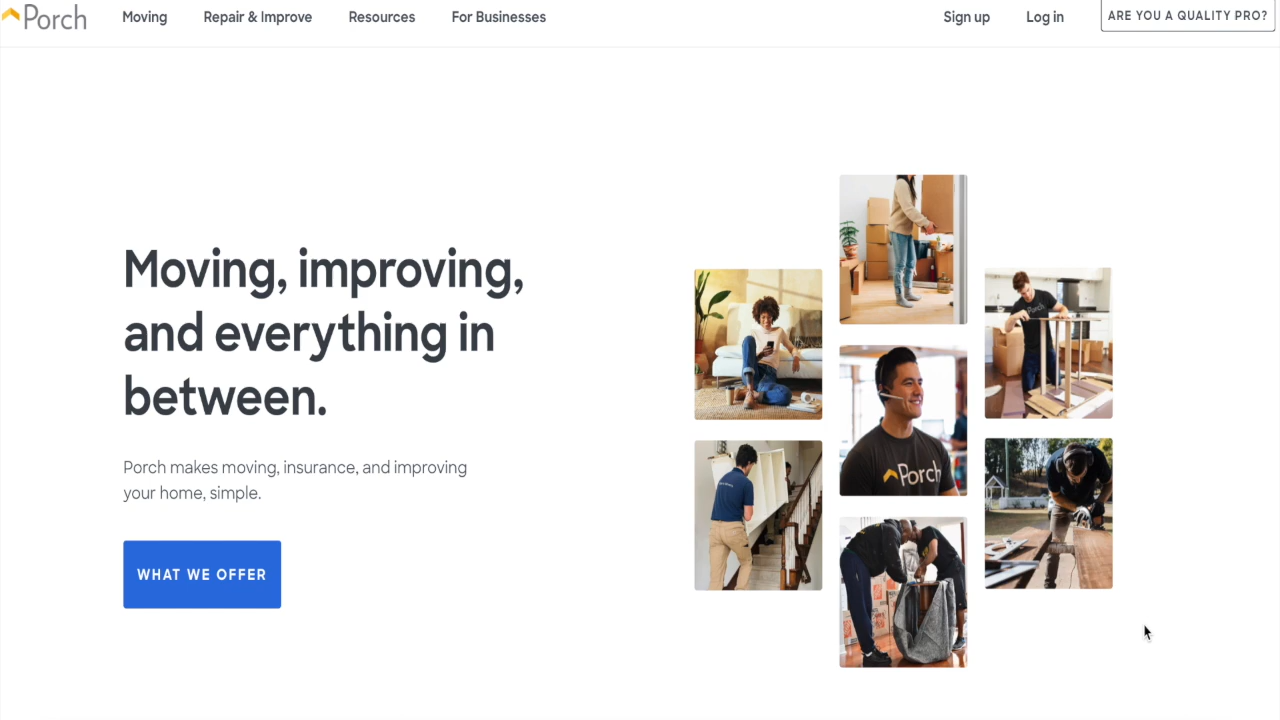 Porch Moving Repair & Improve Resources For Businesses Sign up Log in ARE YOU A QUALITY PRO?
Moving, improving,
and everything in
between.
Porch makes moving, insurance, and improving
your home, simple.
WHAT WE OFFER
Porch
Porch